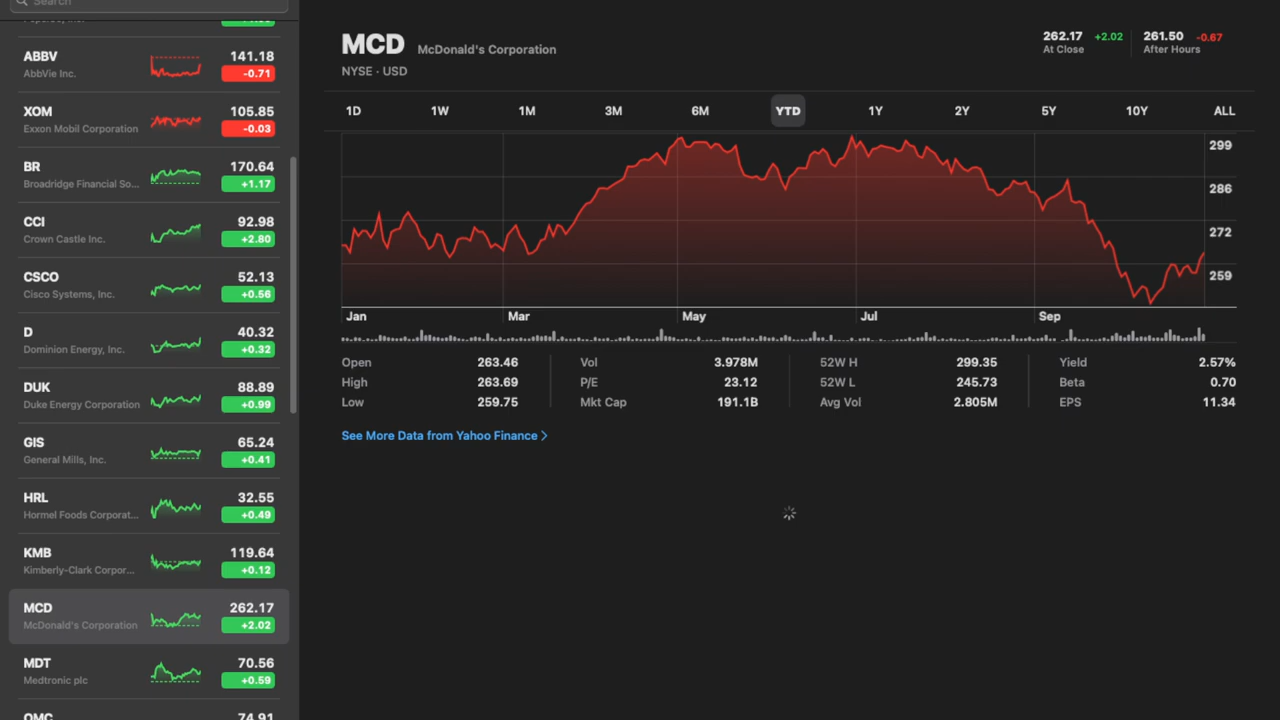 Search
ABBV 141.18
AbbVie Inc. -0.71
XOM 105.85
Exxon Mobil Corporation -0.03
BR 170.64
Broadridge Financial So... +1.17
CCI 92.98
Crown Castle Inc. +2.80
CSCO 52.13
Cisco Systems, Inc. +0.56
D 40.32
Dominion Energy, Inc. +0.32
DUK 88.89
Duke Energy Corporation +0.99
GIS 65.24
General Mills, Inc. +0.41
HRL 32.55
Hormel Foods Corporat... +0.49
KMB 119.64
Kimberly-Clark Corpor... +0.12
MCD 262.17
McDonald's Corporation +2.02
MDT 70.56
Medtronic plc +0.59
OMC 74.91
MCD McDonald's Corporation
NYSE · USD
262.17 +2.02 261.50 -0.67
At Close After Hours
1D 1W 1M 3M 6M YTD 1Y 2Y 5Y 10Y ALL
299
286
272
259
Jan Mar May Jul Sep
Open 263.46 Vol 3.978M 52W H 299.35 Yield 2.57%
High 263.69 P/E 23.12 52W L 245.73 Beta 0.70
Low 259.75 Mkt Cap 191.1B Avg Vol 2.805M EPS 11.34
See More Data from Yahoo Finance >